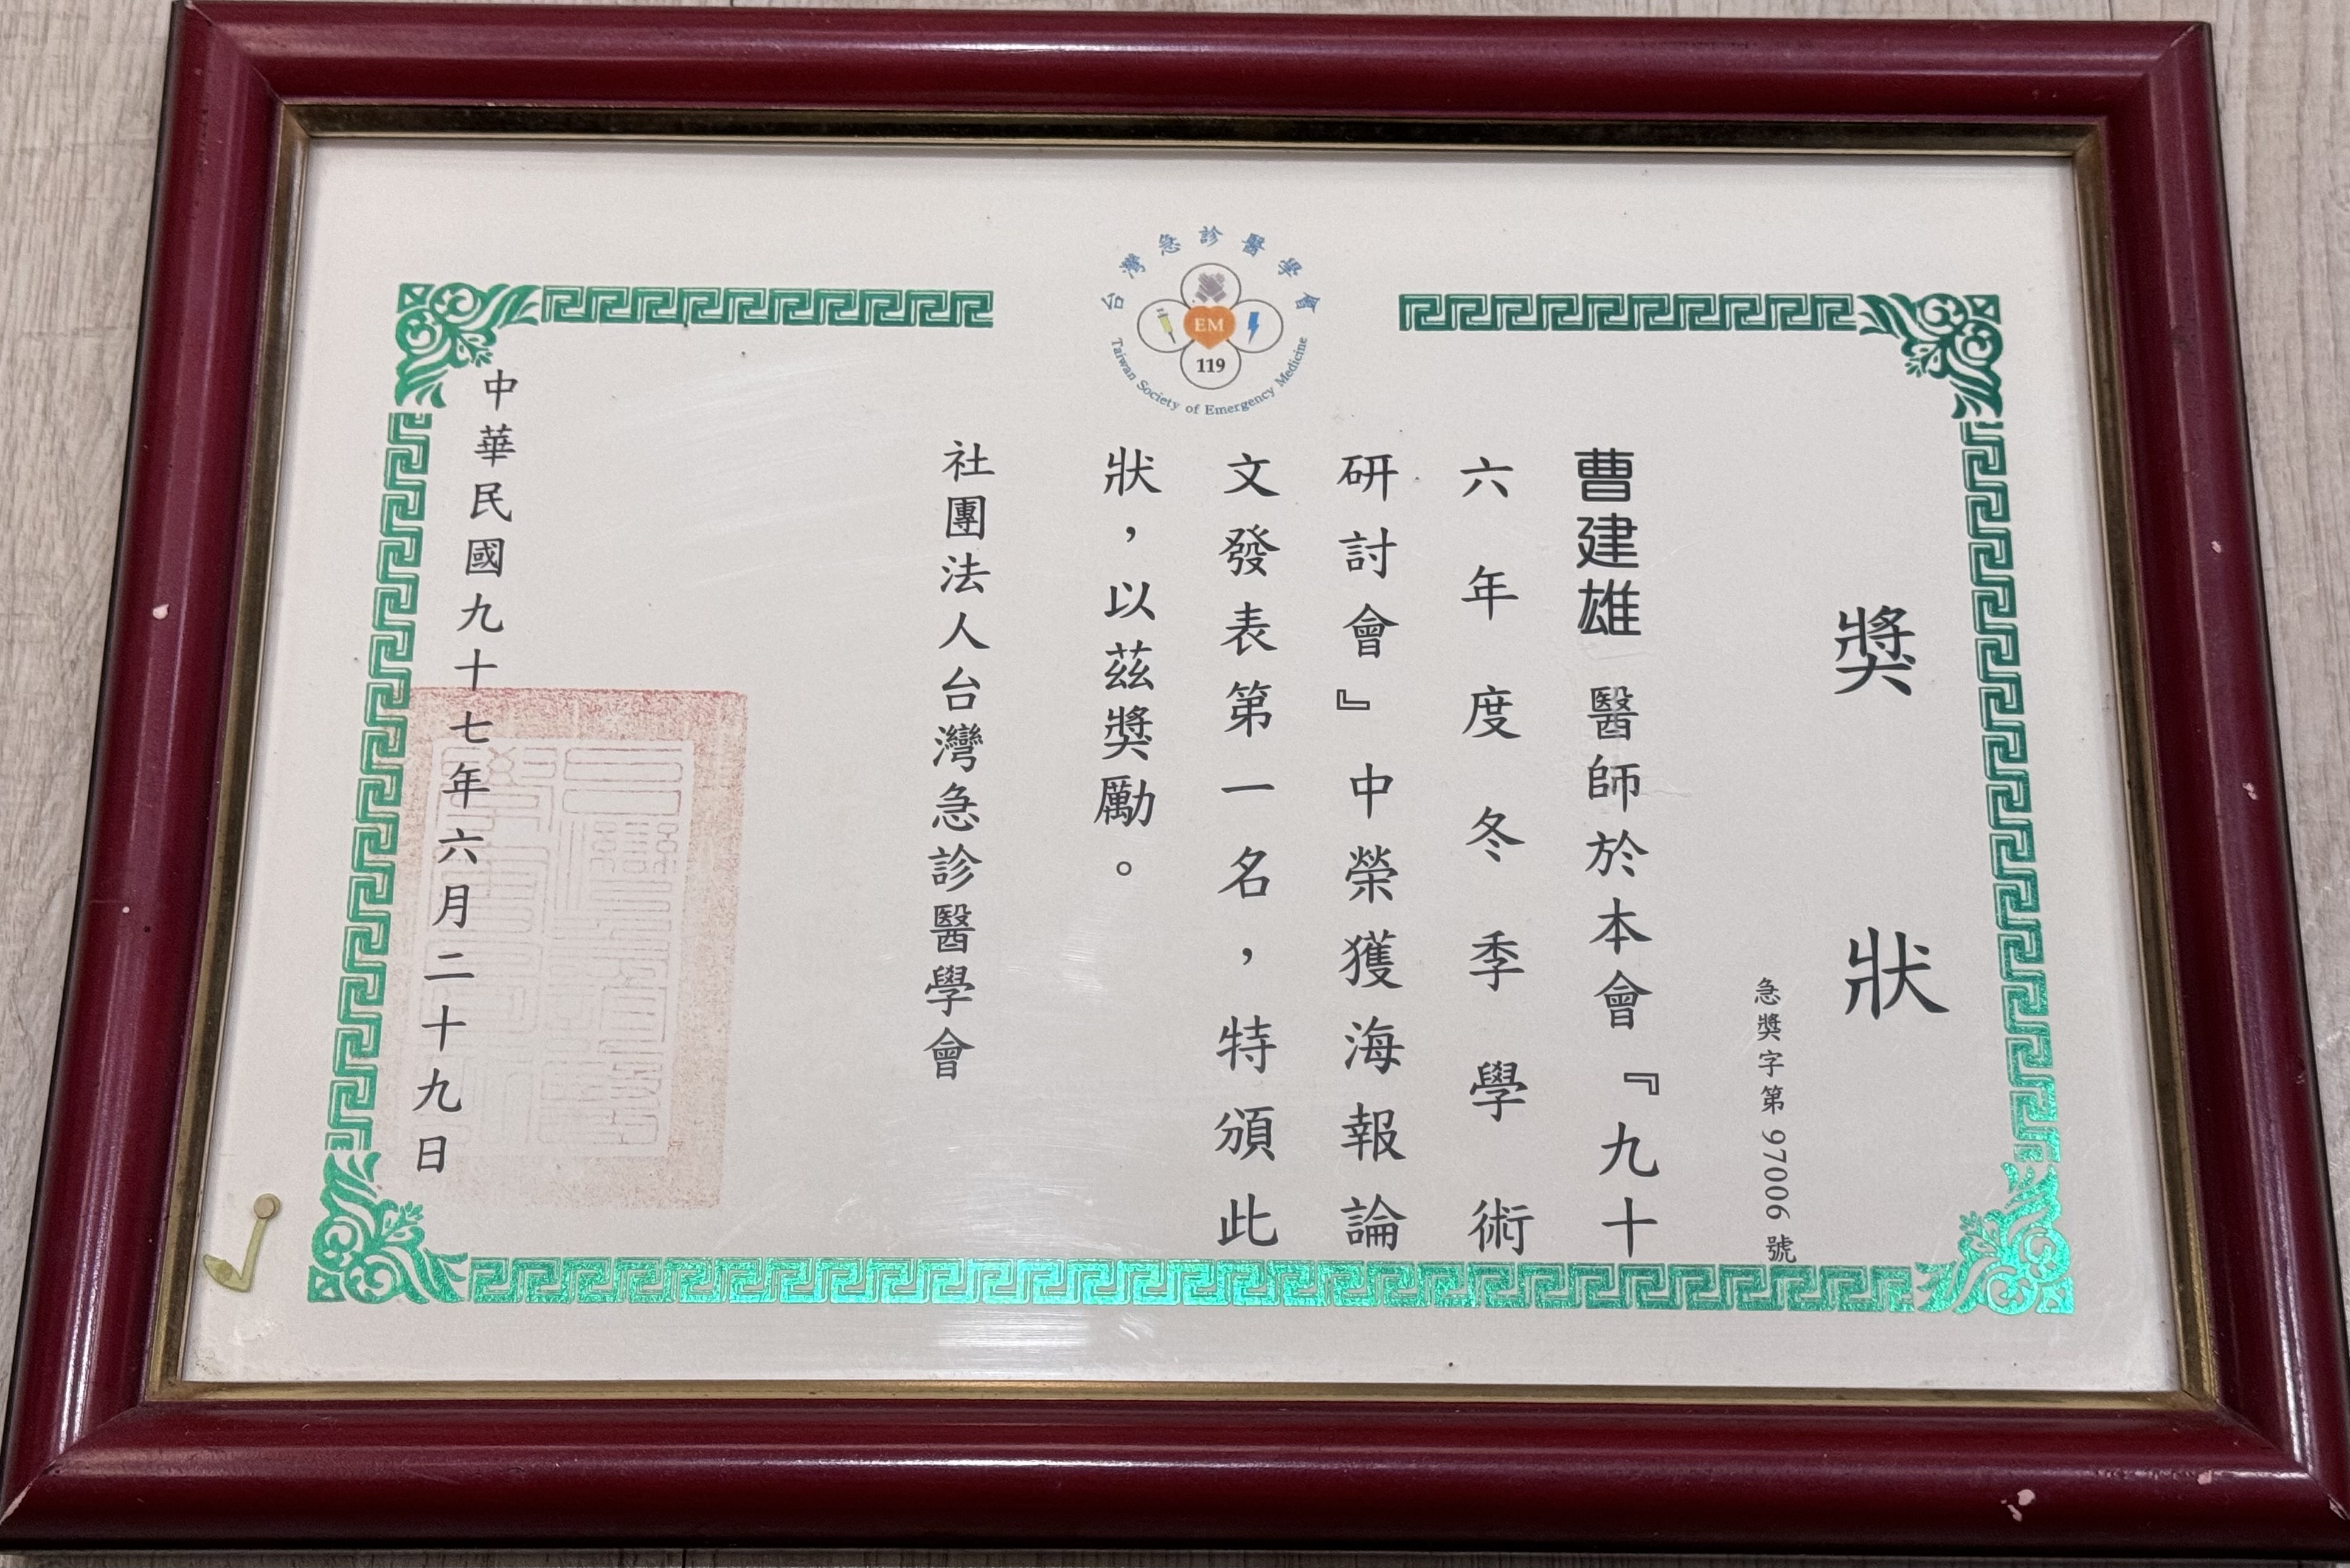 台灣急診醫學會
EM
119
Taiwan Society of Emergency Medicine
獎狀
急獎字第 97006 號
曹建雄 醫師於本會『九十
六年度冬季學術
研討會』中榮獲海報論
文發表第一名，特頒此
狀，以茲獎勵。
社團法人台灣急診醫學會
中華民國九十七年六月二十九日